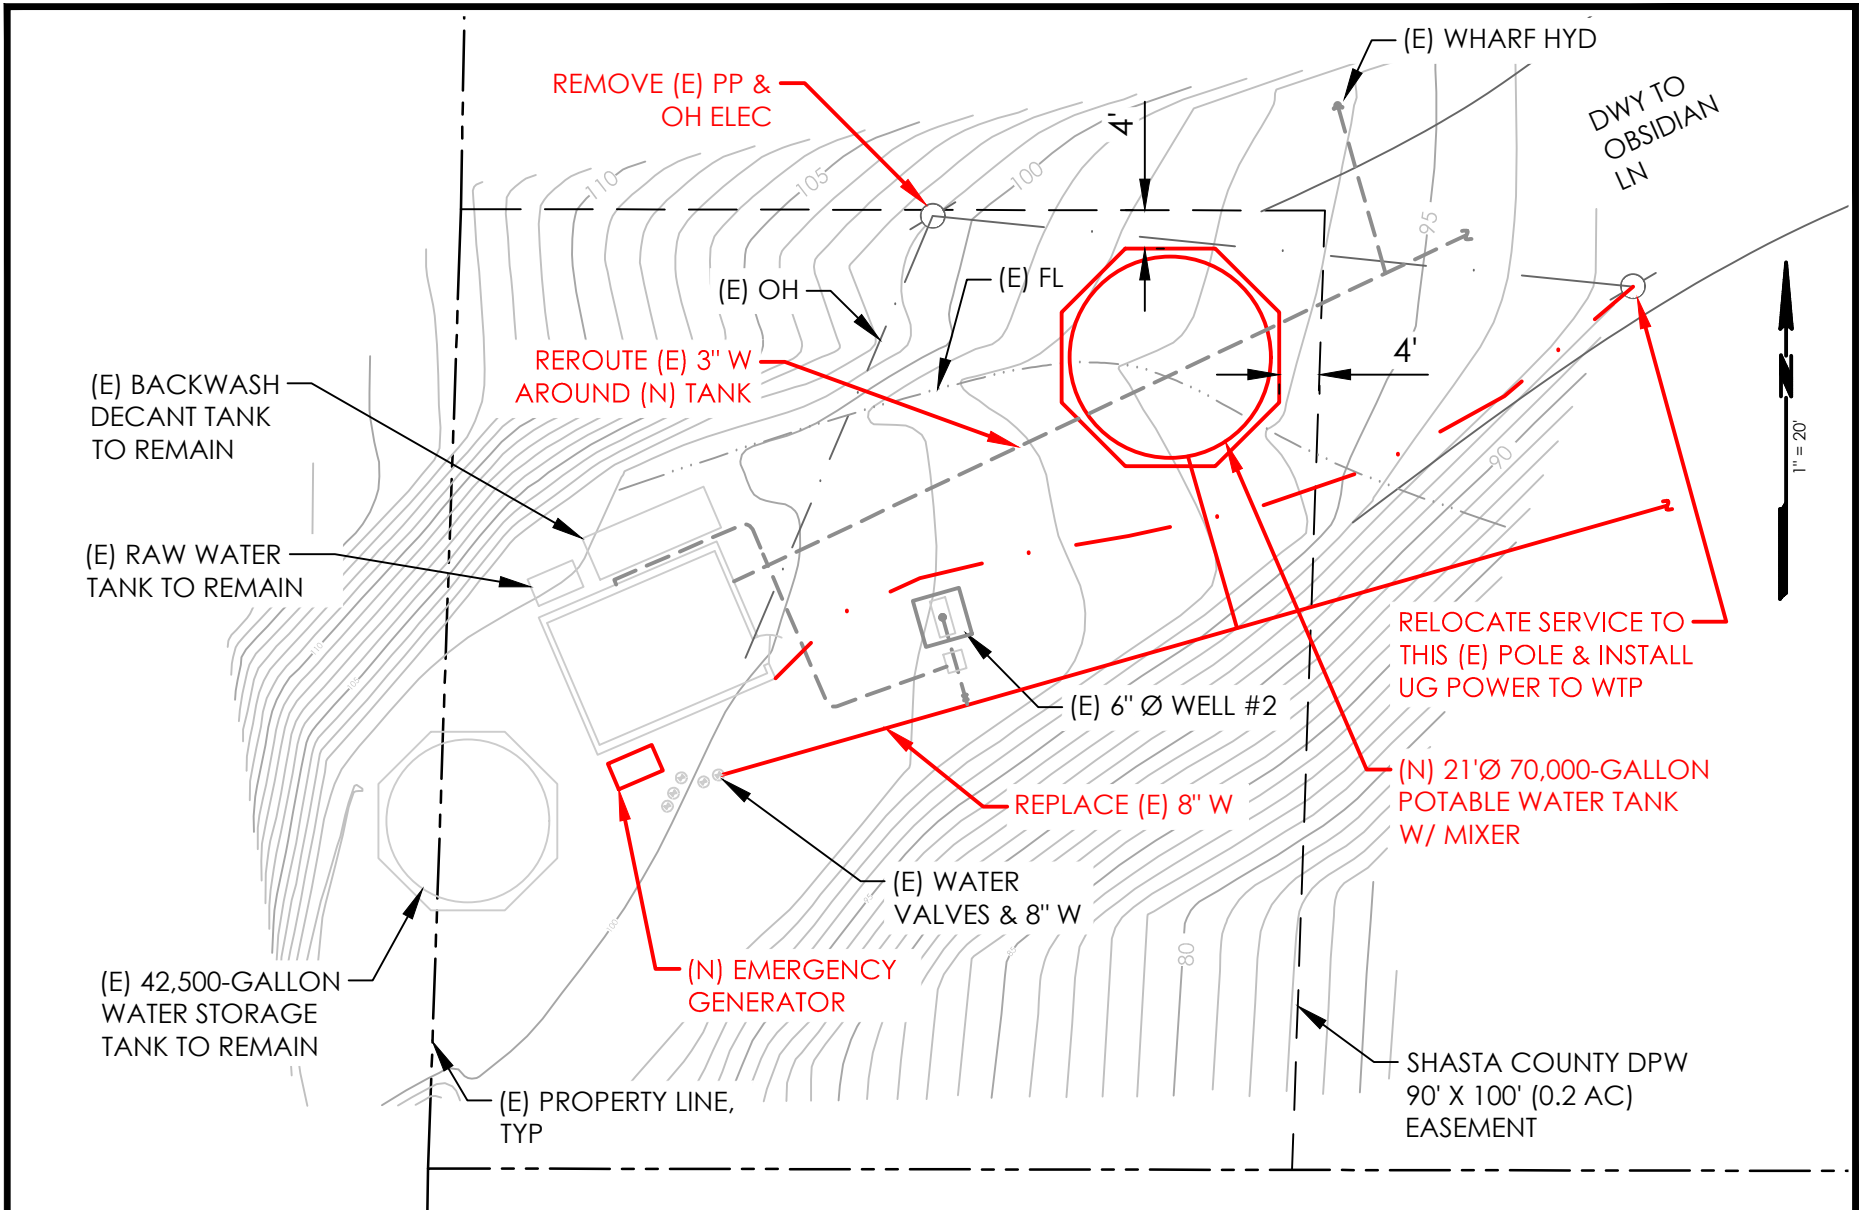 (E) WHARF HYD
REMOVE (E) PP &
OH ELEC
4'
DWY TO
OBSIDIAN
LN
110
105
100
95
(E) OH
(E) FL
REROUTE (E) 3" W
AROUND (N) TANK
4'
N
1" = 20'
(E) BACKWASH
DECANT TANK
TO REMAIN
90
(E) RAW WATER
TANK TO REMAIN
RELOCATE SERVICE TO
THIS (E) POLE & INSTALL
UG POWER TO WTP
110
105
(E) 6" Ø WELL #2
(N) 21'Ø 70,000-GALLON
POTABLE WATER TANK
W/ MIXER
REPLACE (E) 8" W
(E) WATER
VALVES & 8" W
100
80
(N) EMERGENCY
GENERATOR
(E) 42,500-GALLON
WATER STORAGE
TANK TO REMAIN
SHASTA COUNTY DPW
90' X 100' (0.2 AC)
EASEMENT
(E) PROPERTY LINE,
TYP